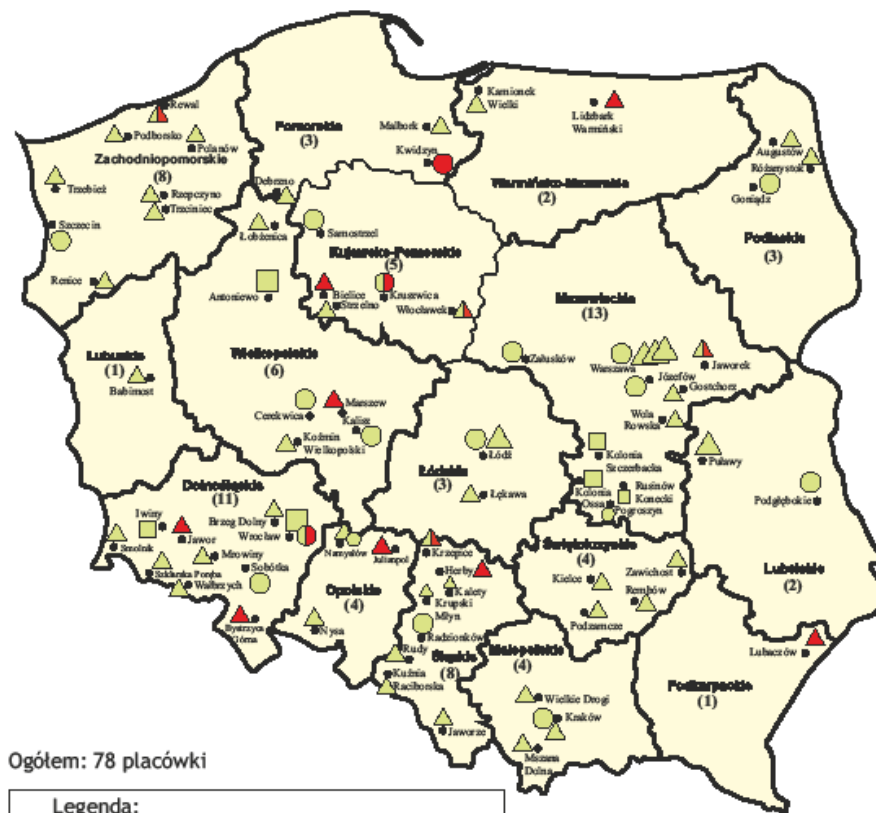 Rewal
Podborsko
Polanów
Zachodniopomorskie
(8)
Trzebież
Rzepczyno
Trzciniec
Szczecin
Renice
Pomorskie
(3)
Malbork
Kwidzyn
Debrzno
Kamionek
Wielki
Lidzbark
Warmiński
Warmińsko-Mazurskie
(2)
Augustów
Różanystok
Goniądz
Podlaskie
(3)
Łobżenica
Samostrzel
Kujawsko-Pomorskie
(5)
Bielice
Strzelno
Kruszwica
Włocławek
Antoniewo
Wielkopolskie
(6)
Cerekwica
Marszew
Kalisz
Koźmin
Wielkopolski
Lubuskie
(1)
Babimost
Mazowieckie
(13)
Załusków
Warszawa
Jaworek
Józefów
Gostchorz
Wola
Rowska
Kolonia
Szczerbacka
Kolonia
Ossa
Rusinów
Konecki
Pogroszyn
Łódzkie
(3)
Łódź
Łękawa
Puławy
Podgłębokie
Lubelskie
(2)
Dolnośląskie
(11)
Iwiny
Jawor
Brzeg Dolny
Wrocław
Smolnik
Mrowiny
Sobótka
Szklarska Poręba
Wałbrzych
Bystrzyca
Górna
Namysłów
Julianpol
Opolskie
(4)
Nysa
Krzepice
Herby
Kalety
Krupski
Młyn
Radzionków
Śląskie
(8)
Rudy
Kuźnia
Raciborska
Jaworze
Świętokrzyskie
(4)
Kielce
Zawichost
Rembów
Podzamcze
Małopolskie
(4)
Wielkie Drogi
Kraków
Mszana
Dolna
Podkarpackie
(1)
Lubaczów
Ogółem: 78 placówki
Legenda: